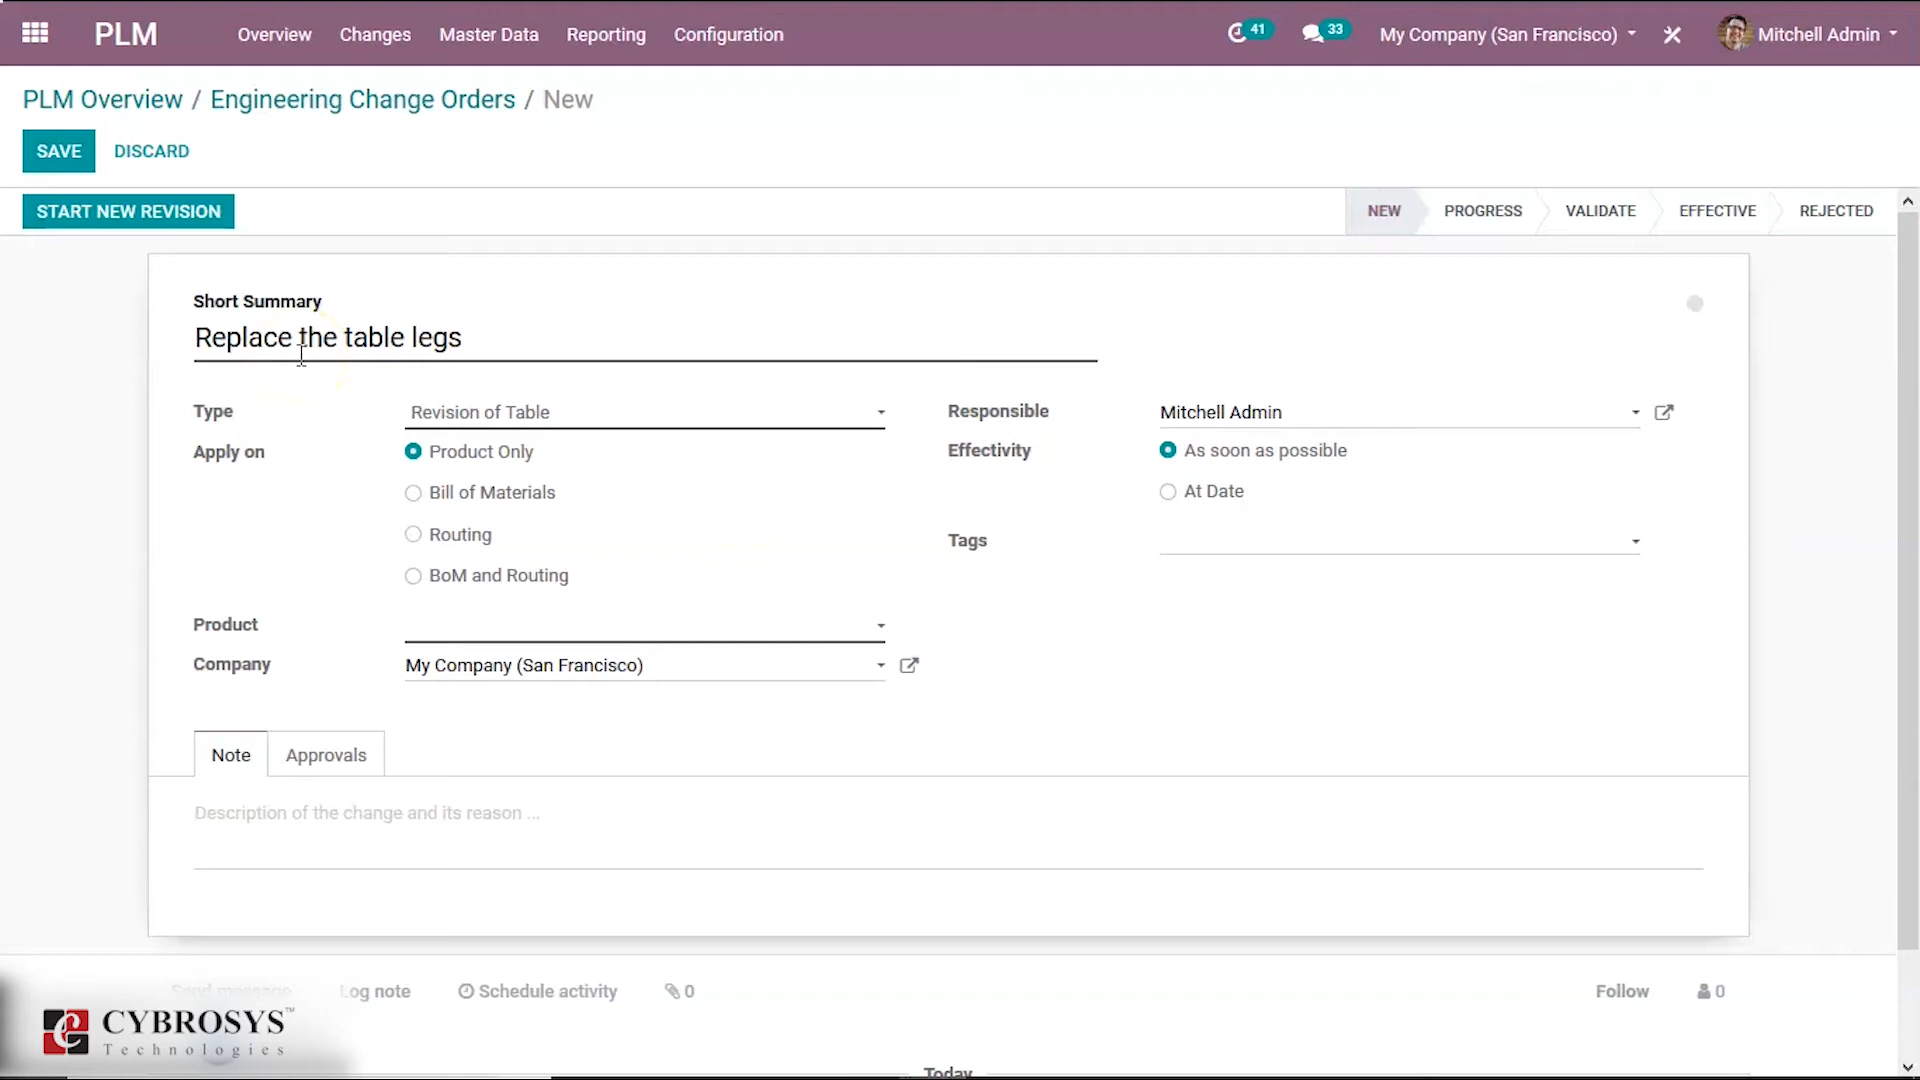 PLM
Overview
Changes
Master Data
Reporting
Configuration
41
33
My Company (San Francisco)
Mitchell Admin
PLM Overview / Engineering Change Orders / New
SAVE
DISCARD
START NEW REVISION
NEW
PROGRESS
VALIDATE
EFFECTIVE
REJECTED
Short Summary
Replace the table legs
Type
Revision of Table
Responsible
Mitchell Admin
Apply on
Product Only
Effectivity
As soon as possible
Bill of Materials
At Date
Routing
Tags
BoM and Routing
Product
Company
My Company (San Francisco)
Note
Approvals
Description of the change and its reason ...
Send message
Log note
Schedule activity
0
Follow
0
CYBROSYS™
Technologies
Today